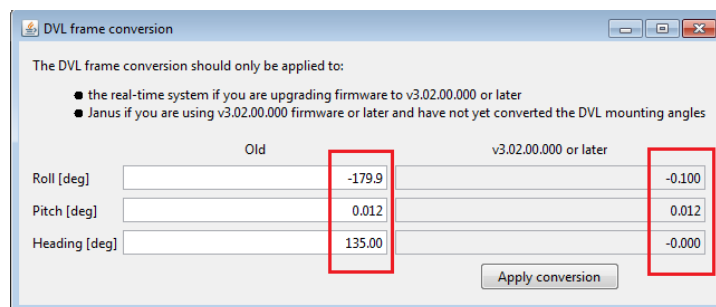 DVL frame conversion
The DVL frame conversion should only be applied to:
the real-time system if you are upgrading firmware to v3.02.00.000 or later
Janus if you are using v3.02.00.000 firmware or later and have not yet converted the DVL mounting angles
Old v3.02.00.000 or later
Roll [deg] -179.9 -0.100
Pitch [deg] 0.012 0.012
Heading [deg] 135.00 -0.000
Apply conversion